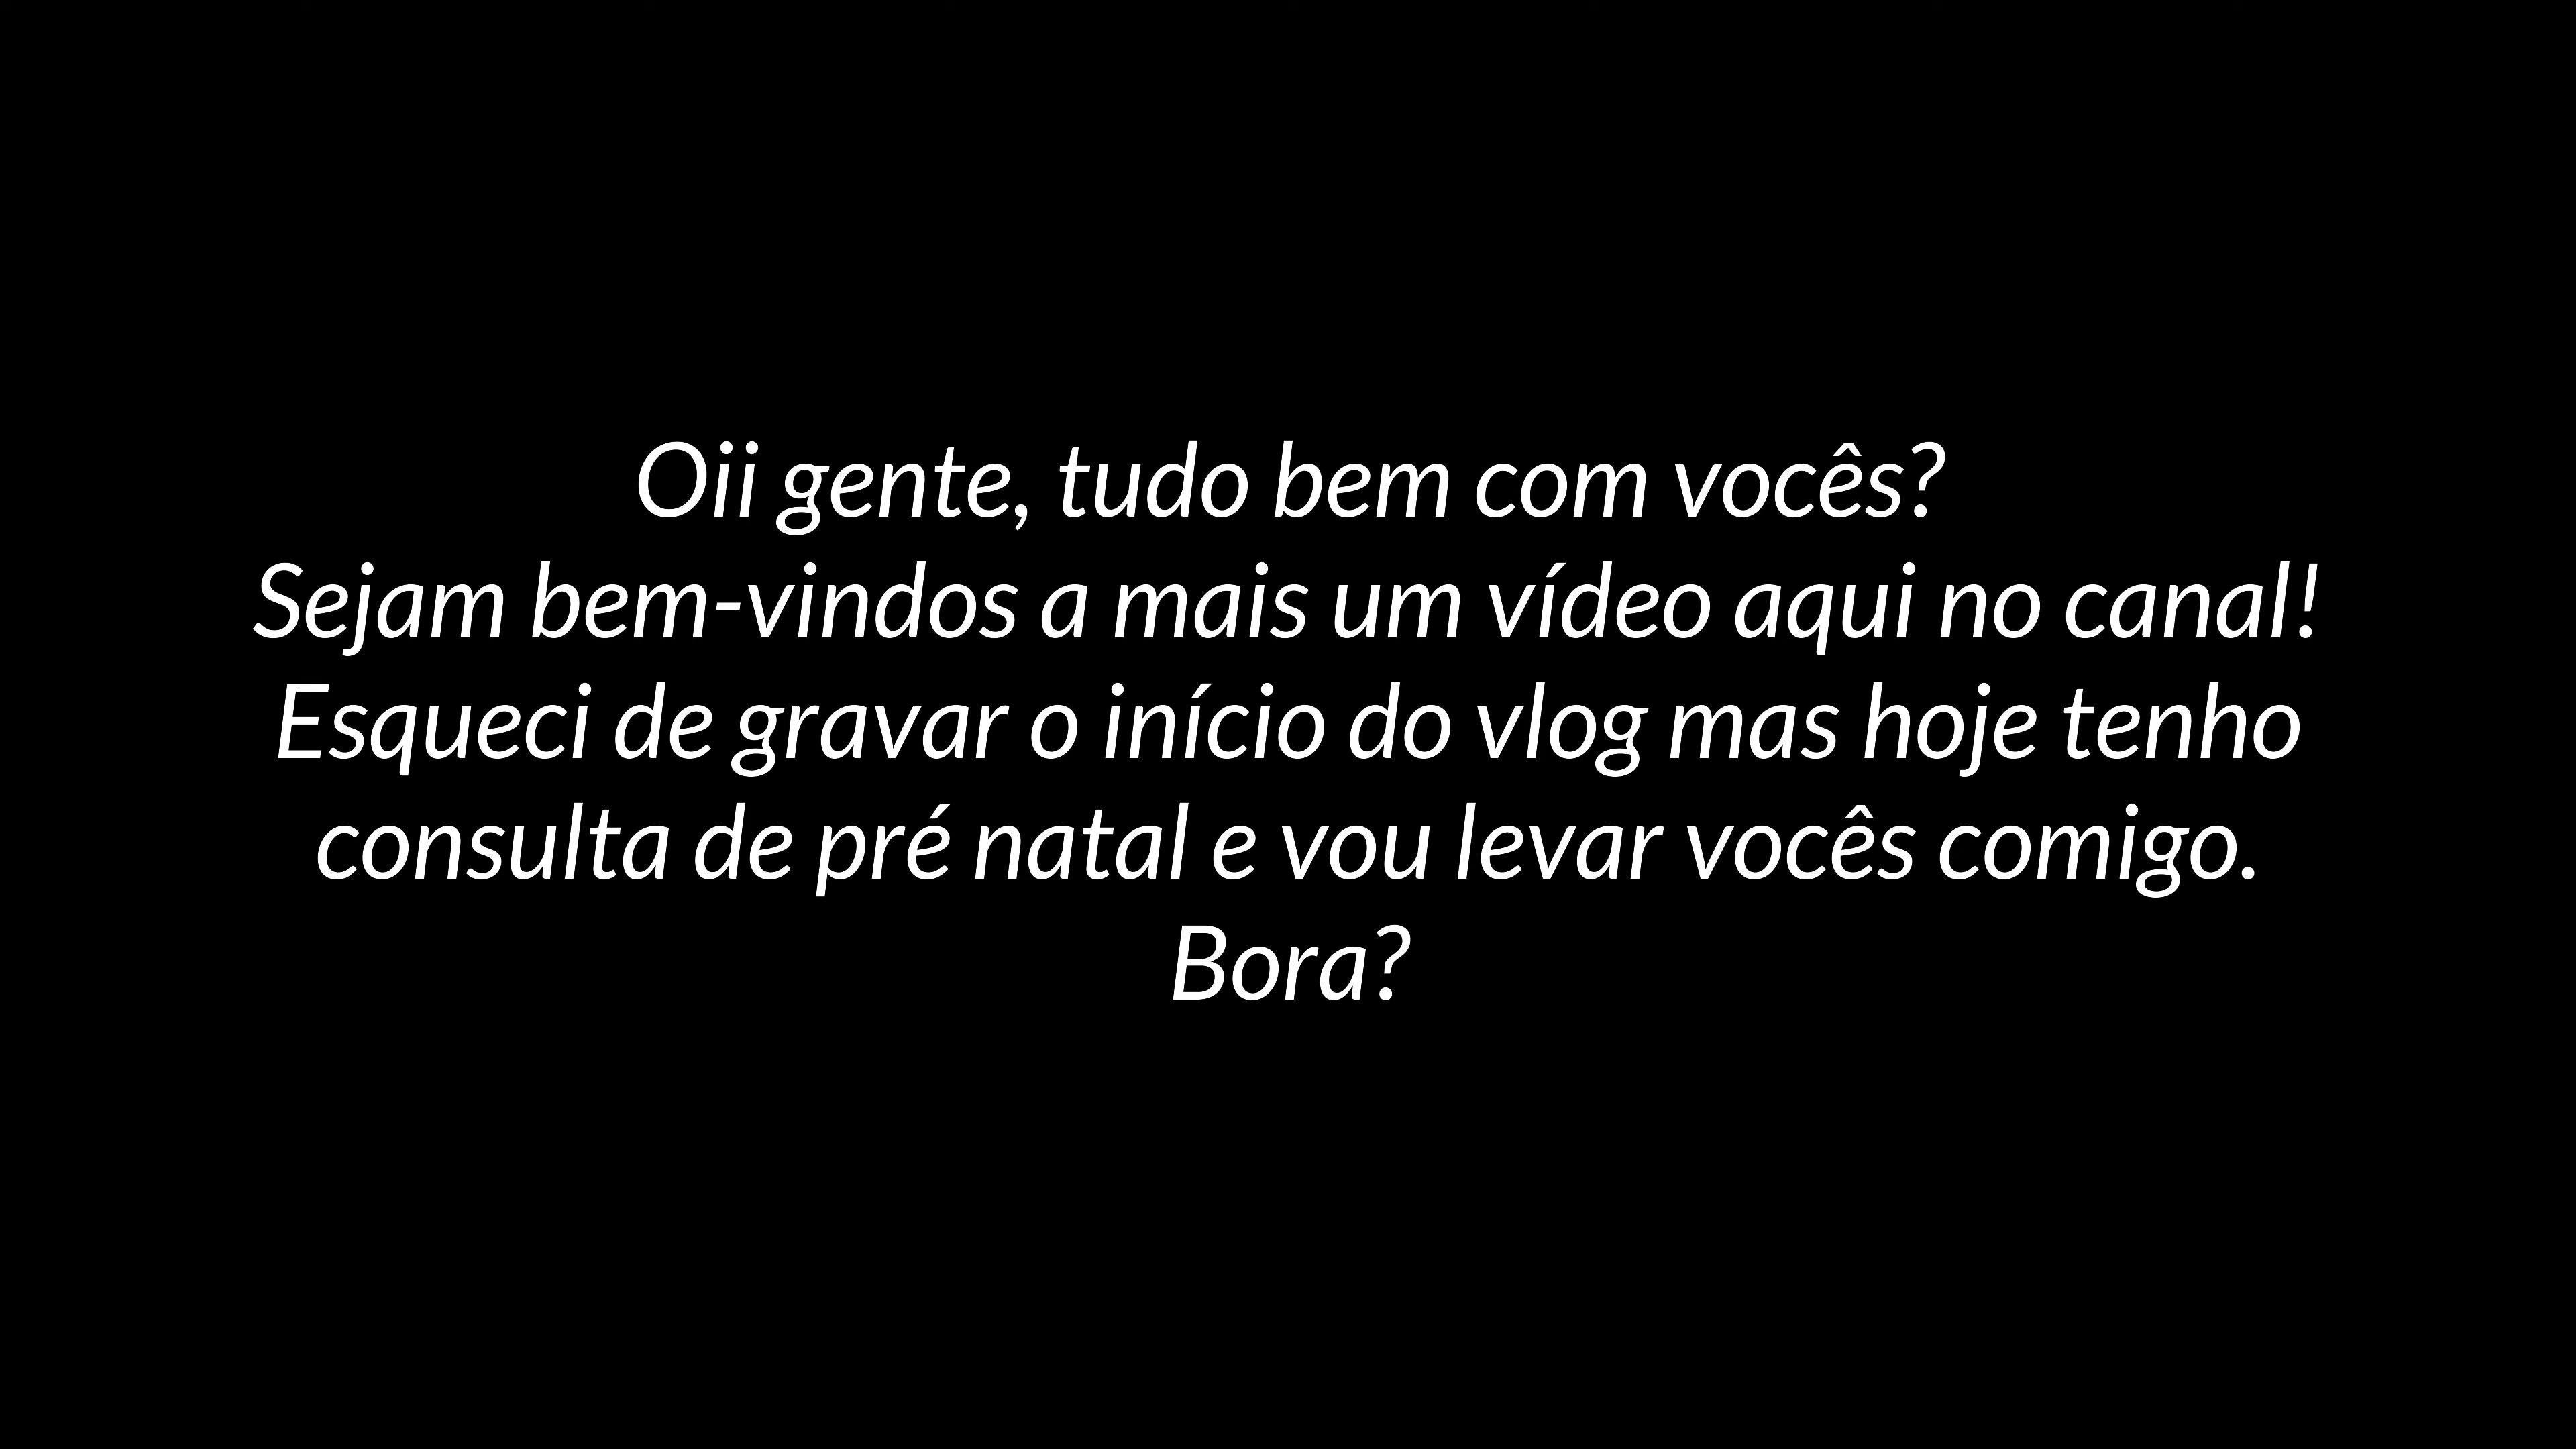 Oii gente, tudo bem com vocês?
Sejam bem-vindos a mais um vídeo aqui no canal!
Esqueci de gravar o início do vlog mas hoje tenho
consulta de pré natal e vou levar vocês comigo.
Bora?